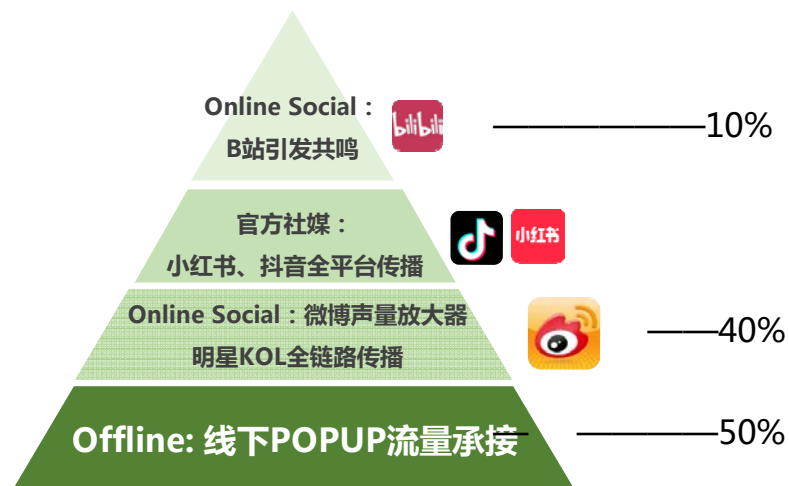 Online Social：
B站引发共鸣
bilibili
———————10%
官方社媒：
小红书、抖音全平台传播
小红书
Online Social：微博声量放大器
明星KOL全链路传播
——40%
Offline: 线下POPUP流量承接
————50%